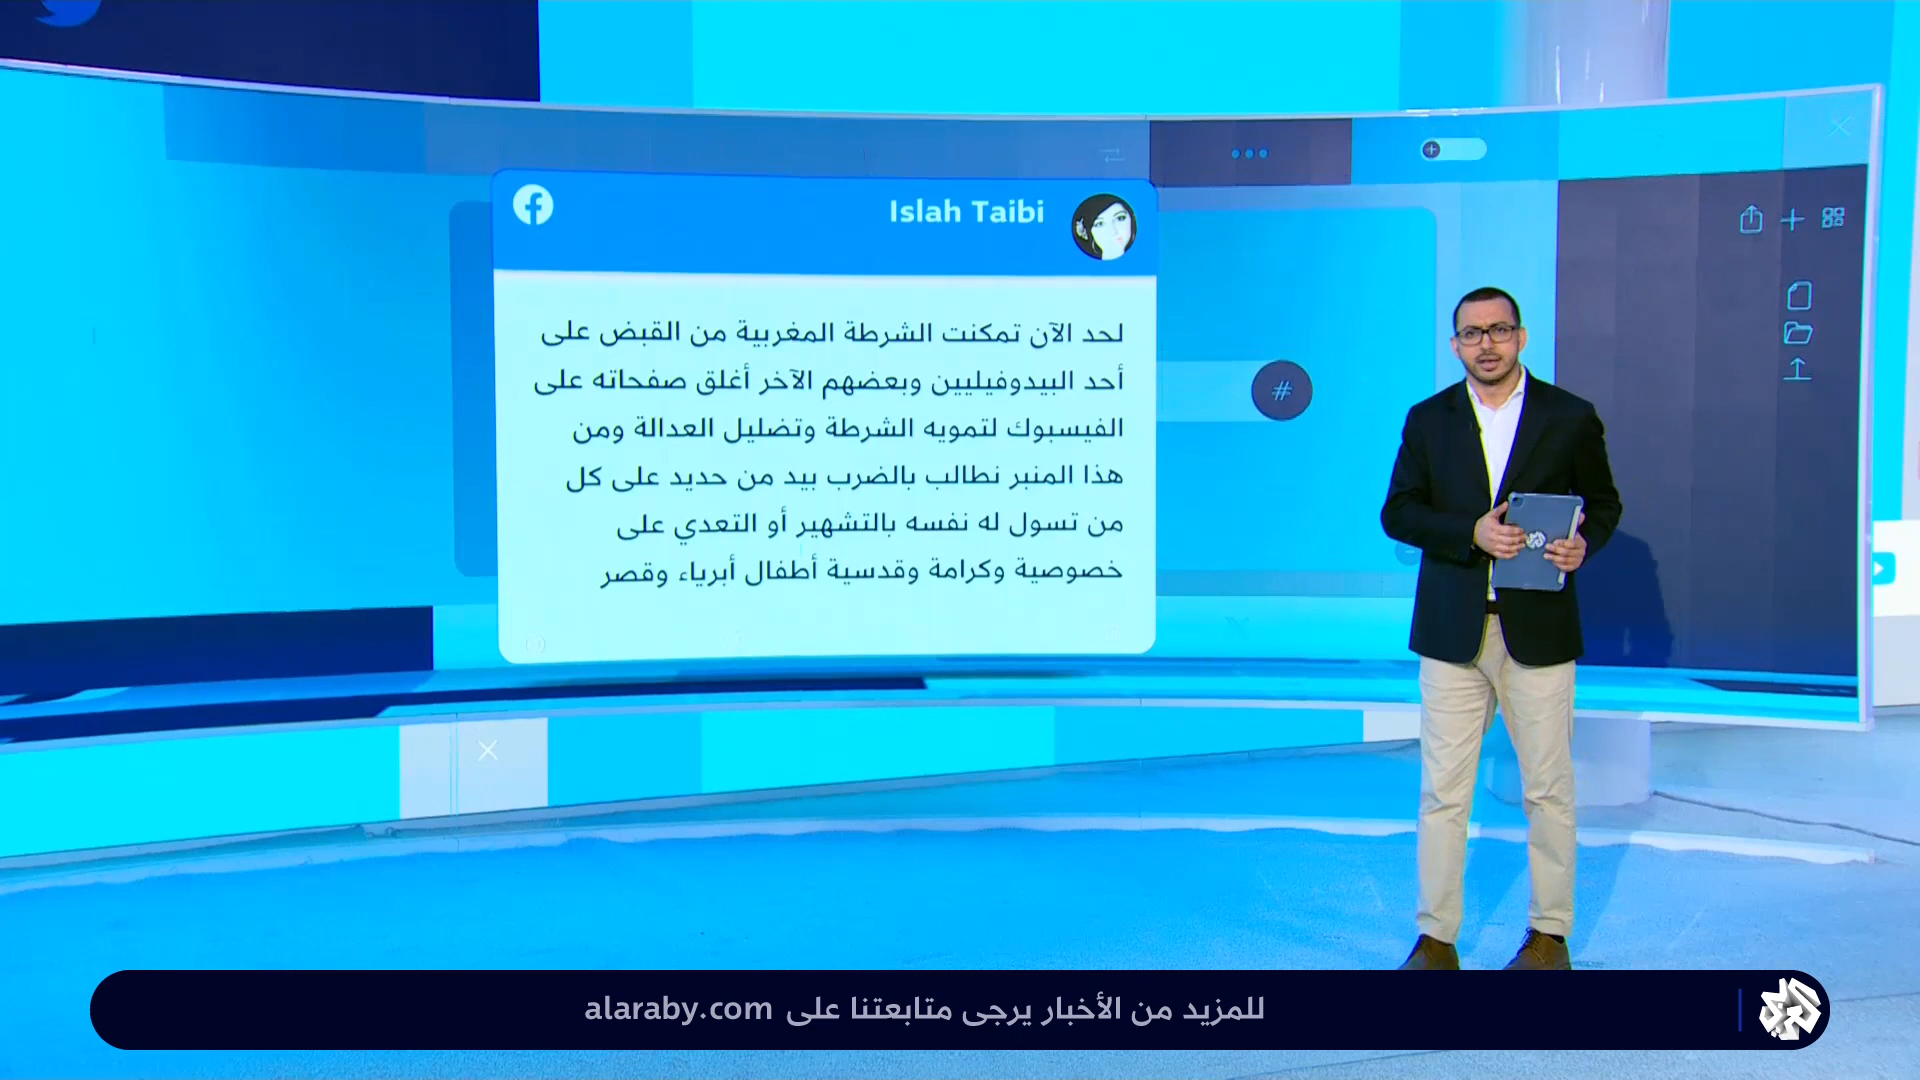 Islah Taibi
لحد الآن تمكنت الشرطة المغربية من القبض على
أحد البيدوفيليين وبعضهم الآخر أغلق صفحاته على
الفيسبوك لتمويه الشرطة وتضليل العدالة ومن
هذا المنبر نطالب بالضرب بيد من حديد على كل
من تسول له نفسه بالتشهير أو التعدي على
خصوصية وكرامة وقدسية أطفال أبرياء وقصر
#
للمزيد من الأخبار يرجى متابعتنا على alaraby.com